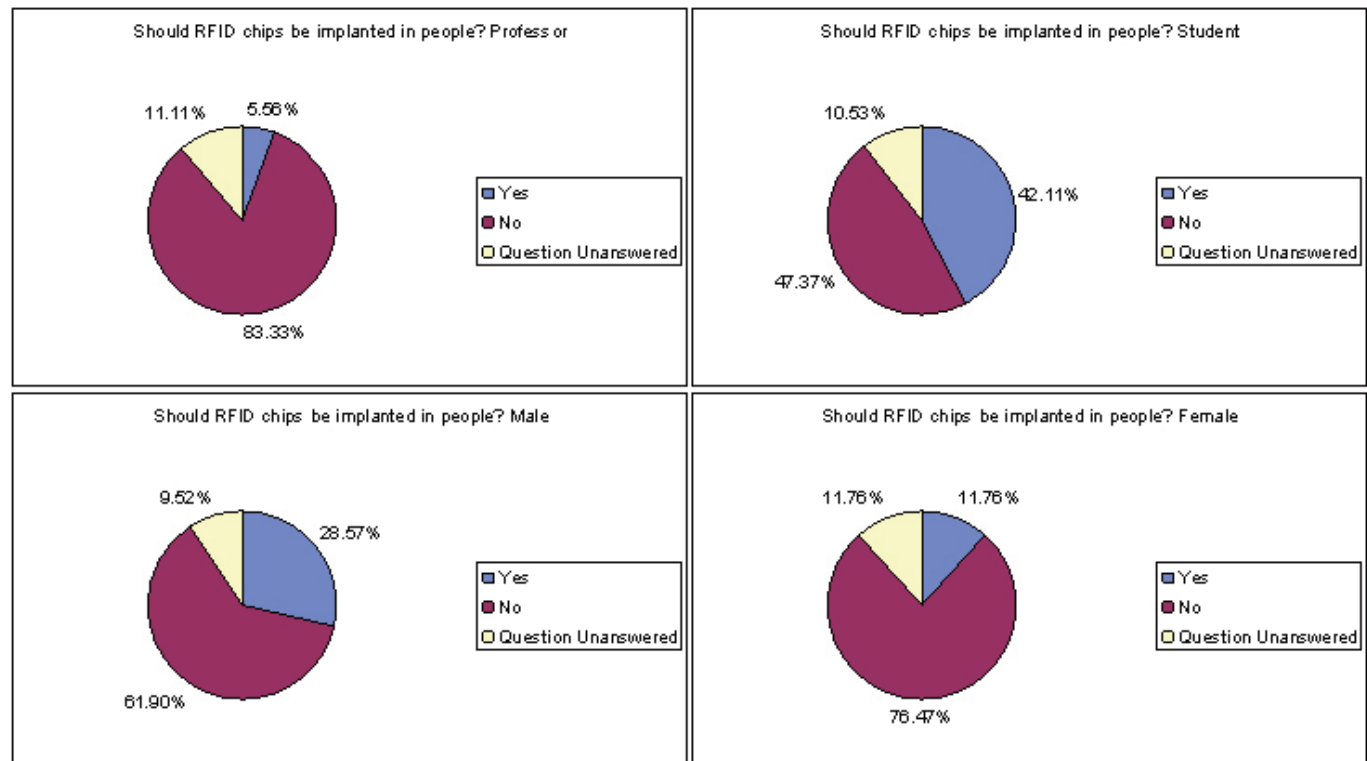 Should RFID chips be implanted in people? Professor
11.11%
5.56%
83.33%
Yes
No
Question Unanswered
Should RFID chips be implanted in people? Student
10.53%
42.11%
47.37%
Yes
No
Question Unanswered
Should RFID chips be implanted in people? Male
9.52%
28.57%
61.90%
Yes
No
Question Unanswered
Should RFID chips be implanted in people? Female
11.76%
11.76%
76.47%
Yes
No
Question Unanswered